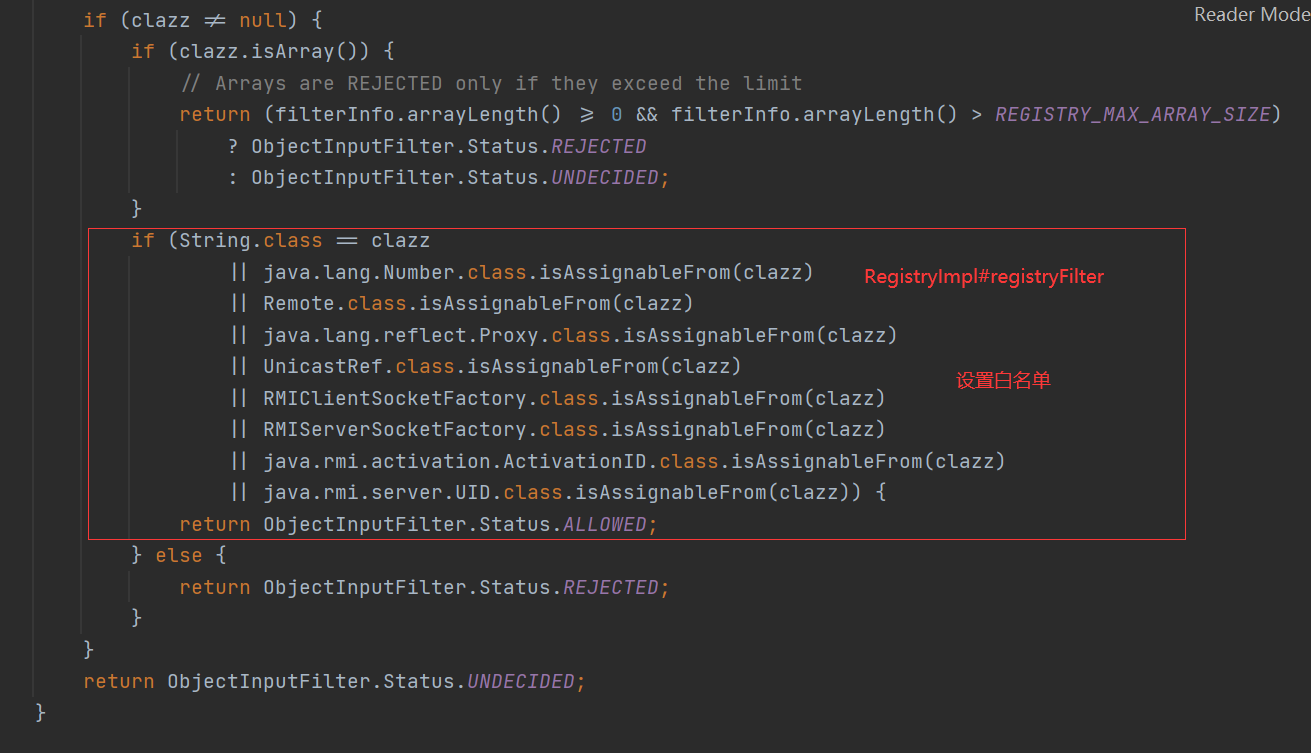 Reader Mode
if (clazz ≠ null) {
if (clazz.isArray()) {
// Arrays are REJECTED only if they exceed the limit
return (filterInfo.arrayLength() ⩾ 0 && filterInfo.arrayLength() > REGISTRY_MAX_ARRAY_SIZE)
? ObjectInputFilter.Status.REJECTED
: ObjectInputFilter.Status.UNDECIDED;
}
if (String.class == clazz
|| java.lang.Number.class.isAssignableFrom(clazz)
RegistryImpl#registryFilter
|| Remote.class.isAssignableFrom(clazz)
|| java.lang.reflect.Proxy.class.isAssignableFrom(clazz)
|| UnicastRef.class.isAssignableFrom(clazz)
设置白名单
|| RMIClientSocketFactory.class.isAssignableFrom(clazz)
|| RMIServerSocketFactory.class.isAssignableFrom(clazz)
|| java.rmi.activation.ActivationID.class.isAssignableFrom(clazz)
|| java.rmi.server.UID.class.isAssignableFrom(clazz)) {
return ObjectInputFilter.Status.ALLOWED;
} else {
return ObjectInputFilter.Status.REJECTED;
}
}
return ObjectInputFilter.Status.UNDECIDED;
}